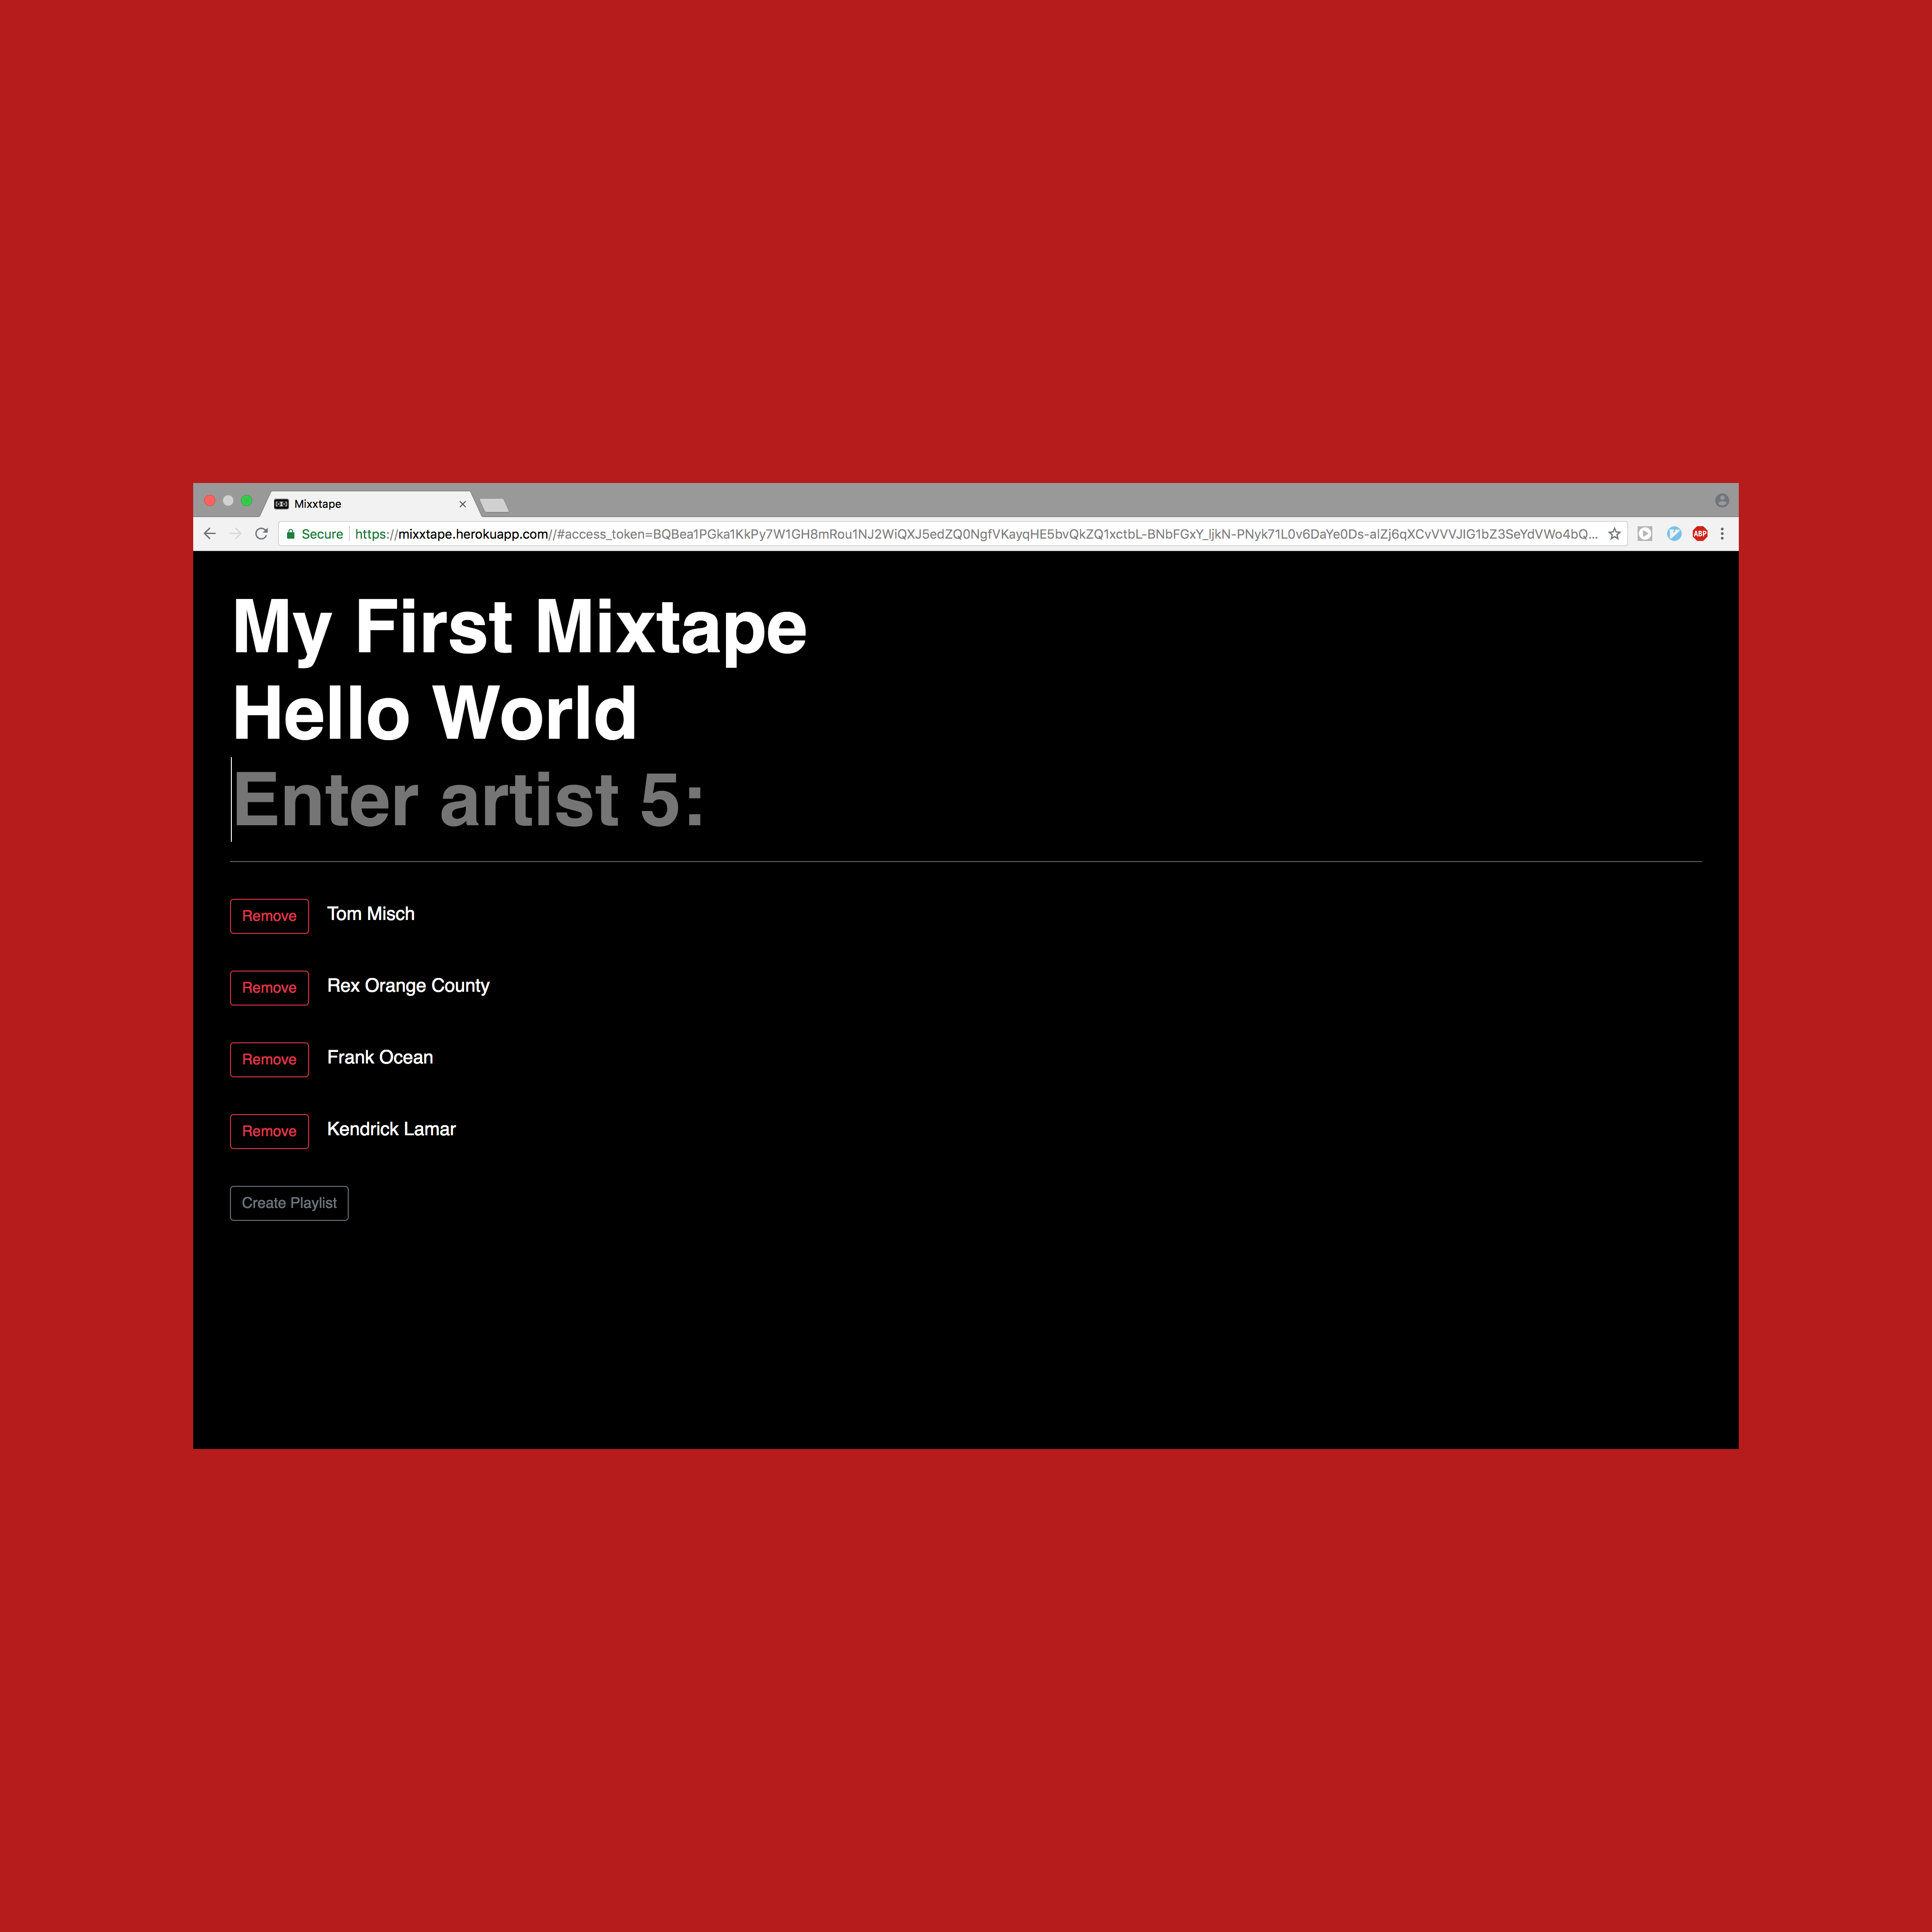 Mixxtape
Secure https://mixxtape.herokuapp.com//#access_token=BQBea1PGka1KkPy7W1GH8mRou1NJ2WiQXJ5edZQ0NgfVKayqHE5bvQkZQ1xctbL-BNbFGxY_ljkN-PNyk71L0v6DaYe0Ds-alZj6qXCvVVVJlG1bZ3SeYdVWo4bQ... ABP
My First Mixtape
Hello World
Enter artist 5:
Remove Tom Misch
Remove Rex Orange County
Remove Frank Ocean
Remove Kendrick Lamar
Create Playlist